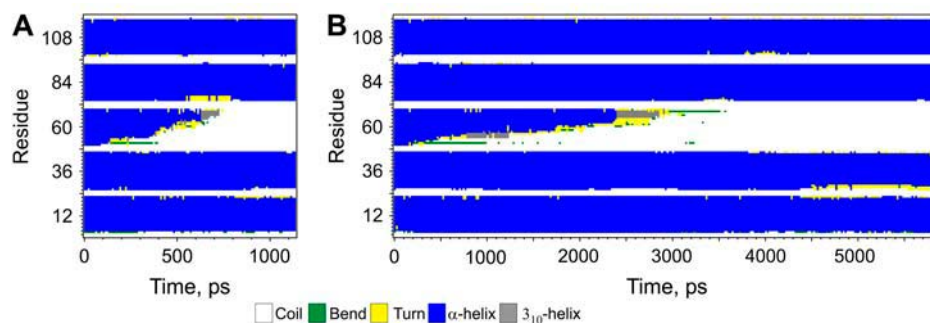 A
B
Residue
108
84
60
36
12
0
500
1000
Time, ps
Residue
108
84
60
36
12
0
1000
2000
3000
4000
5000
Time, ps
Coil Bend Turn α-helix 3₁₀-helix